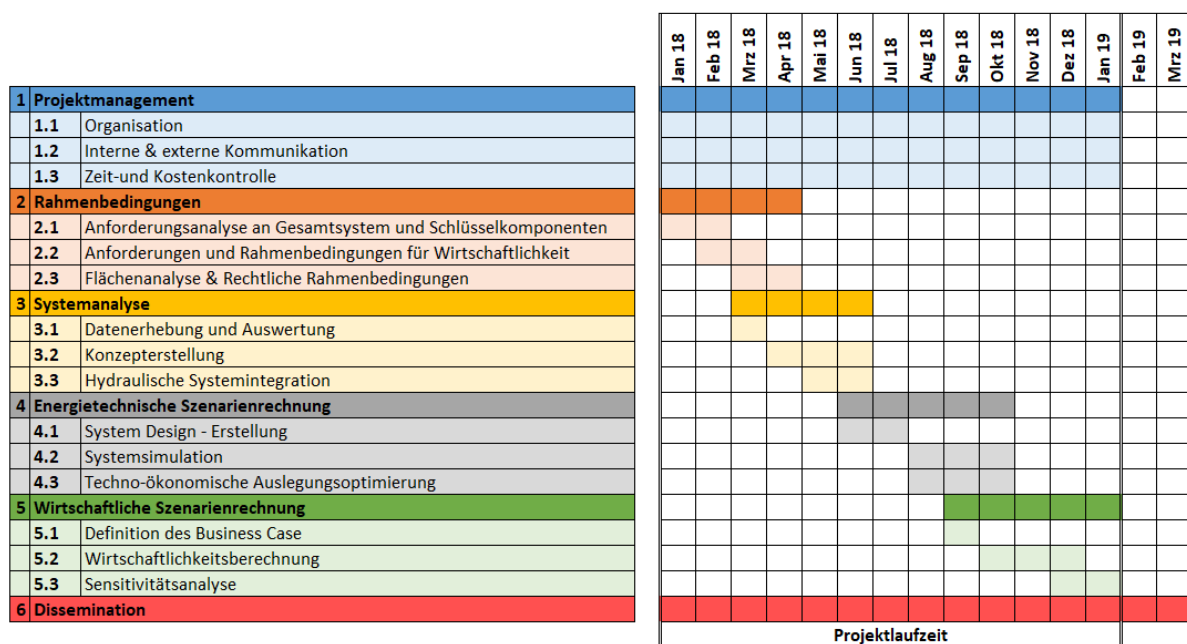 Jan 18 Feb 18 Mrz 18 Apr 18 Mai 18 Jun 18 Jul 18 Aug 18 Sep 18 Okt 18 Nov 18 Dez 18 Jan 19 Feb 19 Mrz 19
1 Projektmanagement
1.1 Organisation
1.2 Interne & externe Kommunikation
1.3 Zeit-und Kostenkontrolle
2 Rahmenbedingungen
2.1 Anforderungsanalyse an Gesamtsystem und Schlüsselkomponenten
2.2 Anforderungen und Rahmenbedingungen für Wirtschaftlichkeit
2.3 Flächenanalyse & Rechtliche Rahmenbedingungen
3 Systemanalyse
3.1 Datenerhebung und Auswertung
3.2 Konzepterstellung
3.3 Hydraulische Systemintegration
4 Energietechnische Szenarienrechnung
4.1 System Design - Erstellung
4.2 Systemsimulation
4.3 Techno-ökonomische Auslegungsoptimierung
5 Wirtschaftliche Szenarienrechnung
5.1 Definition des Business Case
5.2 Wirtschaftlichkeitsberechnung
5.3 Sensitivitätsanalyse
6 Dissemination
Projektlaufzeit